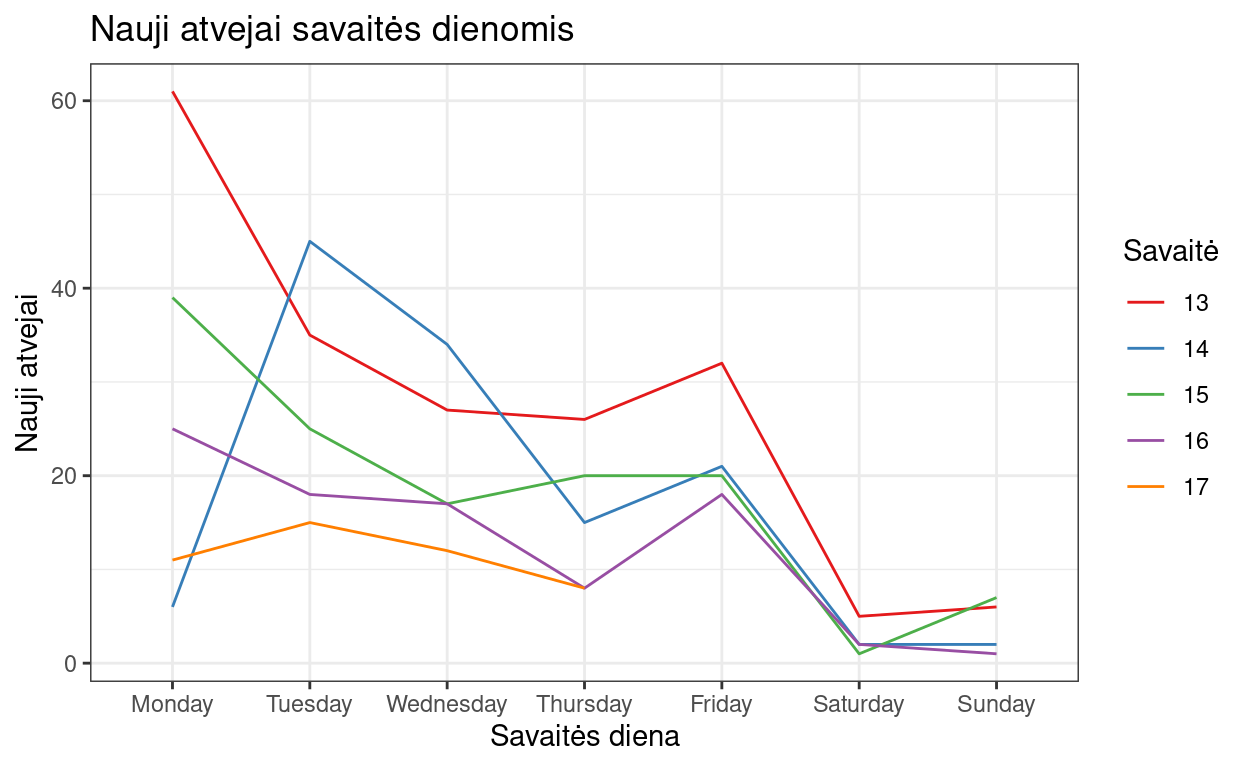 Nauji atvejai savaitės dienomis
Nauji atvejai
60
40
20
0
Monday Tuesday Wednesday Thursday Friday Saturday Sunday
Savaitės diena
Savaitė
13
14
15
16
17